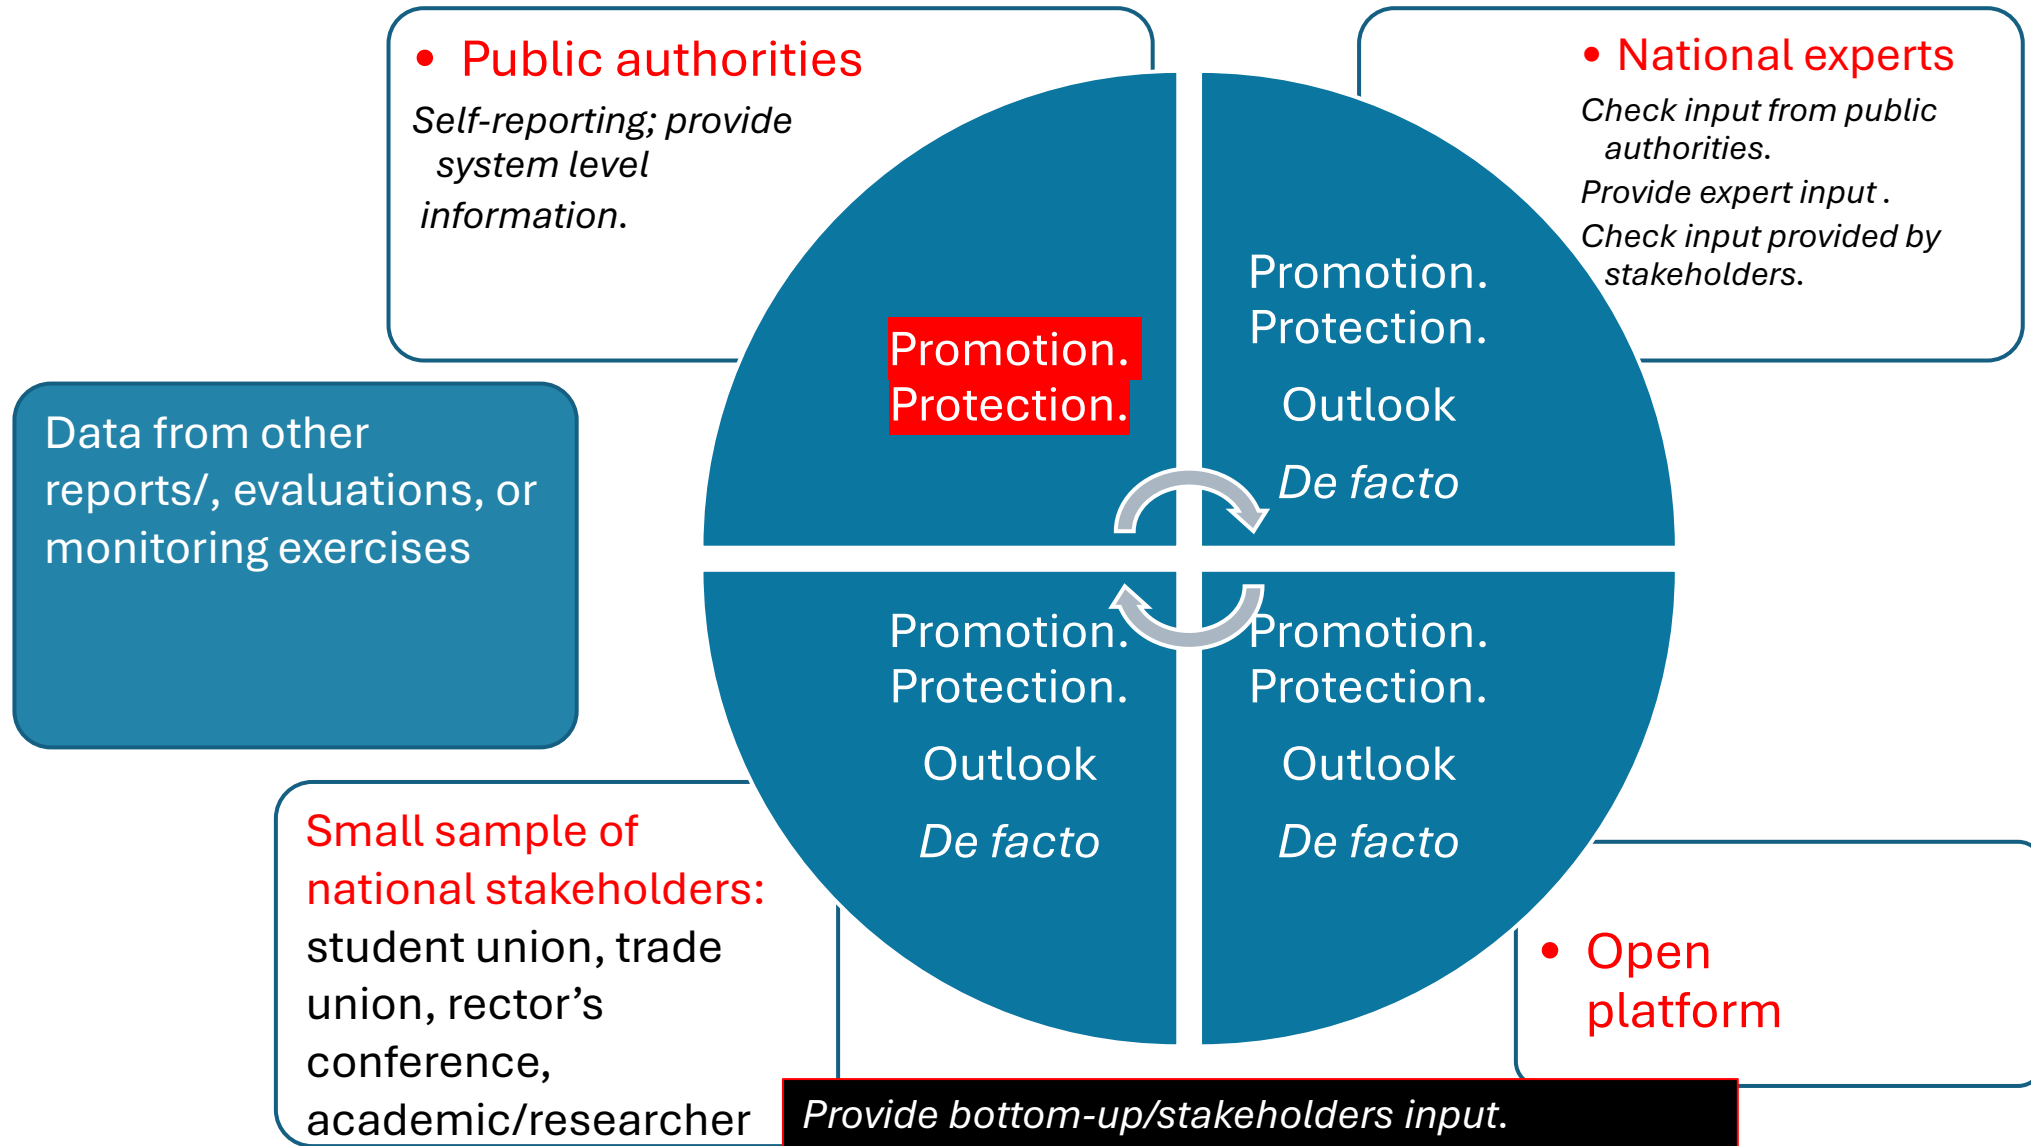 • Public authorities
Self-reporting; provide
system level
information.
• National experts
Check input from public
authorities.
Provide expert input .
Check input provided by
stakeholders.
Promotion.
Protection.
Promotion.
Protection.
Outlook
De facto
Data from other
reports/, evaluations, or
monitoring exercises
Promotion.
Protection.
Outlook
De facto
Promotion.
Protection.
Outlook
De facto
Small sample of
national stakeholders:
student union, trade
union, rector’s
conference,
academic/researcher
• Open
platform
Provide bottom-up/stakeholders input.